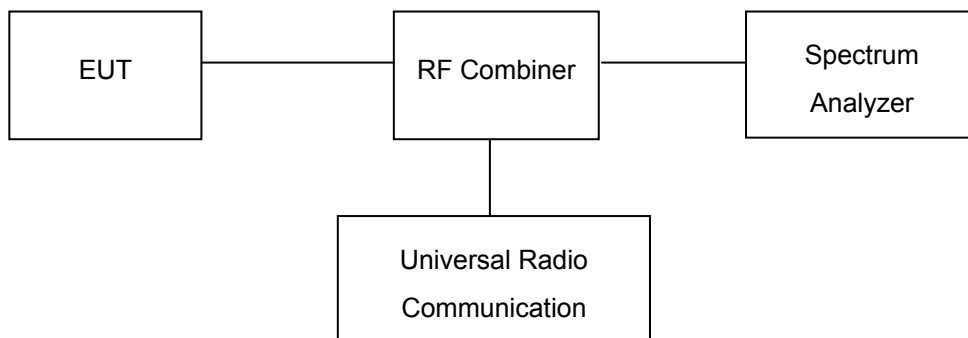 EUT
RF Combiner
Spectrum
Analyzer
Universal Radio
Communication